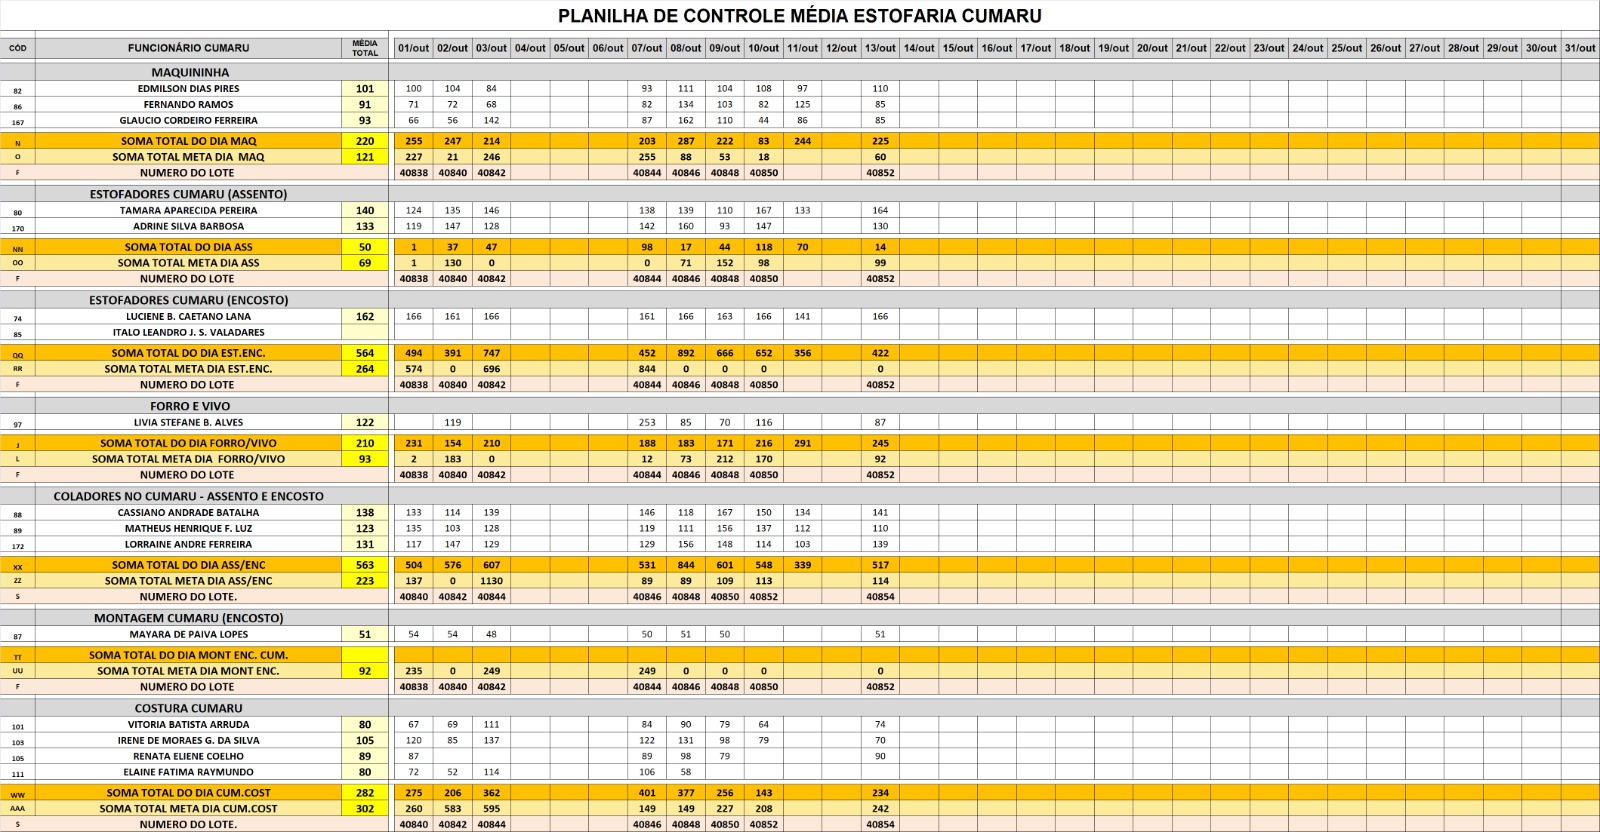 PLANILHA DE CONTROLE MÉDIA ESTOFARIA CUMARU
CÓD FUNCIONÁRIO CUMARU MÉDIA TOTAL 01/out 02/out 03/out 04/out 05/out 06/out 07/out 08/out 09/out 10/out 11/out 12/out 13/out 14/out 15/out 16/out 17/out 18/out 19/out 20/out 21/out 22/out 23/out 24/out 25/out 26/out 27/out 28/out 29/out 30/out 31/out
MAQUININHA
82 EDMILSON DIAS PIRES 101 100 104 84 93 111 104 108 97 110
86 FERNANDO RAMOS 91 71 72 68 82 134 103 82 125 85
167 GLAUCIO CORDEIRO FERREIRA 93 66 56 142 87 162 110 44 86 85
N SOMA TOTAL DO DIA MAQ 220 255 247 214 203 287 222 83 244 225
O SOMA TOTAL META DIA MAQ 121 227 21 246 255 88 53 18 60
F NUMERO DO LOTE 40838 40840 40842 40844 40846 40848 40850 40852
ESTOFADORES CUMARU (ASSENTO)
80 TAMARA APARECIDA PEREIRA 140 124 135 146 138 139 110 167 133 164
170 ADRINE SILVA BARBOSA 133 119 147 128 142 160 93 147 130
NN SOMA TOTAL DO DIA ASS 50 1 37 47 98 17 44 118 70 14
OO SOMA TOTAL META DIA ASS 69 1 130 0 0 71 152 98 99
F NUMERO DO LOTE 40838 40840 40842 40844 40846 40848 40850 40852
ESTOFADORES CUMARU (ENCOSTO)
74 LUCIENE B. CAETANO LANA 162 166 161 166 161 166 163 166 141 166
85 ITALO LEANDRO J. S. VALADARES
QQ SOMA TOTAL DO DIA EST.ENC. 564 494 391 747 452 892 666 652 356 422
RR SOMA TOTAL META DIA EST.ENC. 264 574 0 696 844 0 0 0 0
F NUMERO DO LOTE 40838 40840 40842 40844 40846 40848 40850 40852
FORRO E VIVO
97 LIVIA STEFANE B. ALVES 122 119 253 85 70 116 87
J SOMA TOTAL DO DIA FORRO/VIVO 210 231 154 210 188 183 171 216 291 245
L SOMA TOTAL META DIA FORRO/VIVO 93 2 183 0 12 73 212 170 92
F NUMERO DO LOTE 40838 40840 40842 40844 40846 40848 40850 40852
COLADORES NO CUMARU - ASSENTO E ENCOSTO
88 CASSIANO ANDRADE BATALHA 138 133 114 139 146 118 167 150 134 141
89 MATHEUS HENRIQUE F. LUZ 123 135 103 128 119 111 156 137 112 110
172 LORRAINE ANDRE FERREIRA 131 117 147 129 129 156 148 114 103 139
XX SOMA TOTAL DO DIA ASS/ENC 563 504 576 607 531 844 601 548 339 517
ZZ SOMA TOTAL META DIA ASS/ENC 223 137 0 1130 89 89 109 113 114
S NUMERO DO LOTE. 40840 40842 40844 40846 40848 40850 40852 40854
MONTAGEM CUMARU (ENCOSTO)
87 MAYARA DE PAIVA LOPES 51 54 54 48 50 51 50 51
TT SOMA TOTAL DO DIA MONT ENC. CUM.
UU SOMA TOTAL META DIA MONT ENC. 92 235 0 249 249 0 0 0 0
F NUMERO DO LOTE 40838 40840 40842 40844 40846 40848 40850 40852
COSTURA CUMARU
101 VITORIA BATISTA ARRUDA 80 67 69 111 84 90 79 64 74
103 IRENE DE MORAES G. DA SILVA 105 120 85 137 122 131 98 79 70
105 RENATA ELIENE COELHO 89 87 89 98 79 90
111 ELAINE FATIMA RAYMUNDO 80 72 52 114 106 58
WW SOMA TOTAL DO DIA CUM.COST 282 275 206 362 401 377 256 143 234
AAA SOMA TOTAL META DIA CUM.COST 302 260 583 595 149 149 227 208 242
S NUMERO DO LOTE. 40840 40842 40844 40846 40848 40850 40852 40854